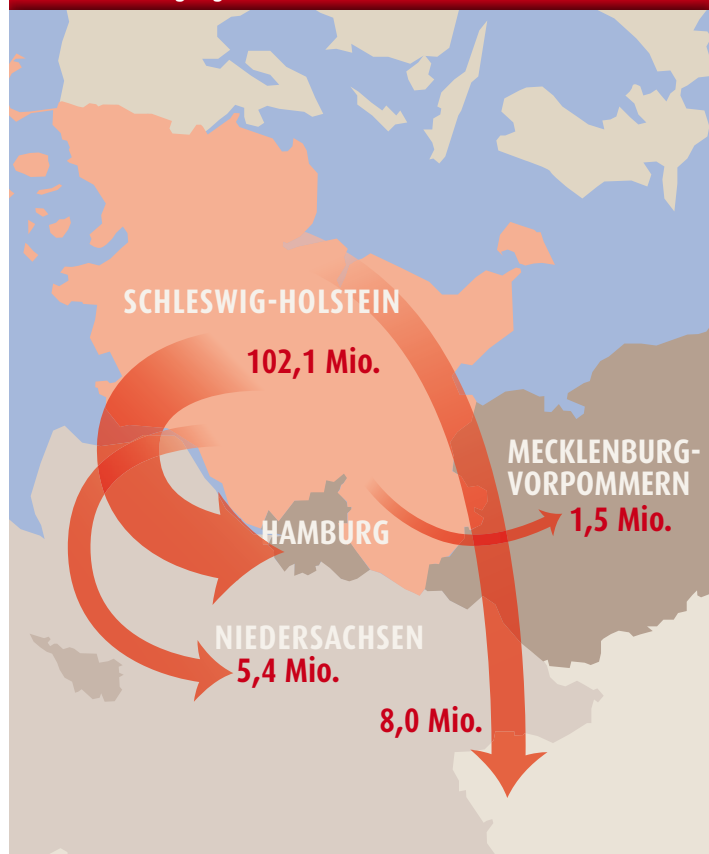 SCHLESWIG-HOLSTEIN
102,1 Mio.
MECKLENBURG-
VORPOMMERN
1,5 Mio.
HAMBURG
NIEDERSACHSEN
5,4 Mio.
8,0 Mio.